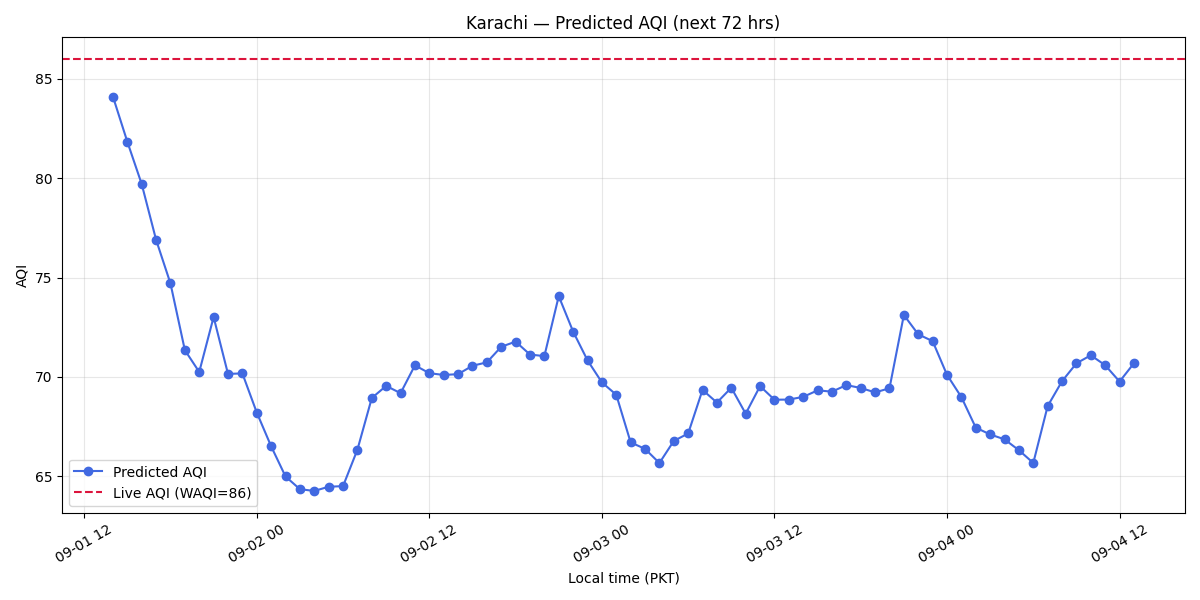 Karachi — Predicted AQI (next 72 hrs)
85
80
75
70
65
AQI
Predicted AQI
Live AQI (WAQI=86)
09-01 12
09-02 00
09-02 12
09-03 00
09-03 12
09-04 00
09-04 12
Local time (PKT)